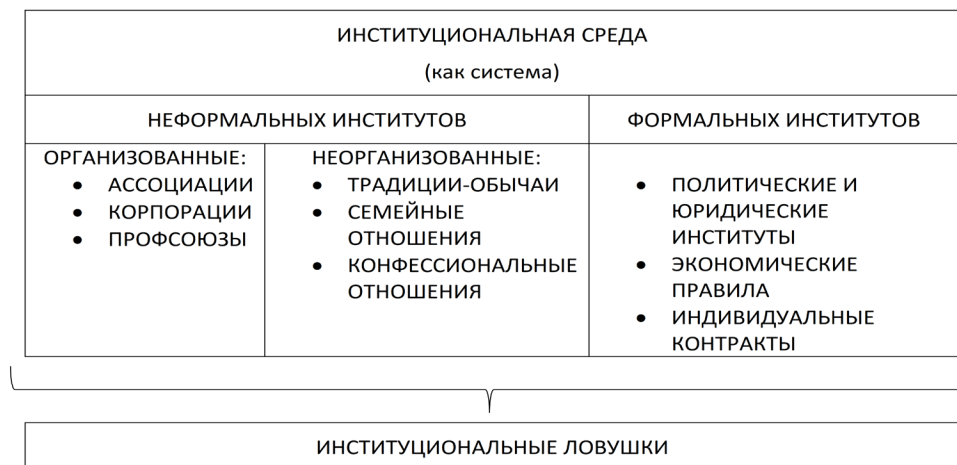 ИНСТИТУЦИОНАЛЬНАЯ СРЕДА
(как система)
НЕФОРМАЛЬНЫХ ИНСТИТУТОВ
ФОРМАЛЬНЫХ ИНСТИТУТОВ
ОРГАНИЗОВАННЫЕ:
• АССОЦИАЦИИ
• КОРПОРАЦИИ
• ПРОФСОЮЗЫ
НЕОРГАНИЗОВАННЫЕ:
• ТРАДИЦИИ-ОБЫЧАИ
• СЕМЕЙНЫЕ
ОТНОШЕНИЯ
• КОНФЕССИОНАЛЬНЫЕ
ОТНОШЕНИЯ
• ПОЛИТИЧЕСКИЕ И
ЮРИДИЧЕСКИЕ
ИНСТИТУТЫ
• ЭКОНОМИЧЕСКИЕ
ПРАВИЛА
• ИНДИВИДУАЛЬНЫЕ
КОНТРАКТЫ
ИНСТИТУЦИОНАЛЬНЫЕ ЛОВУШКИ